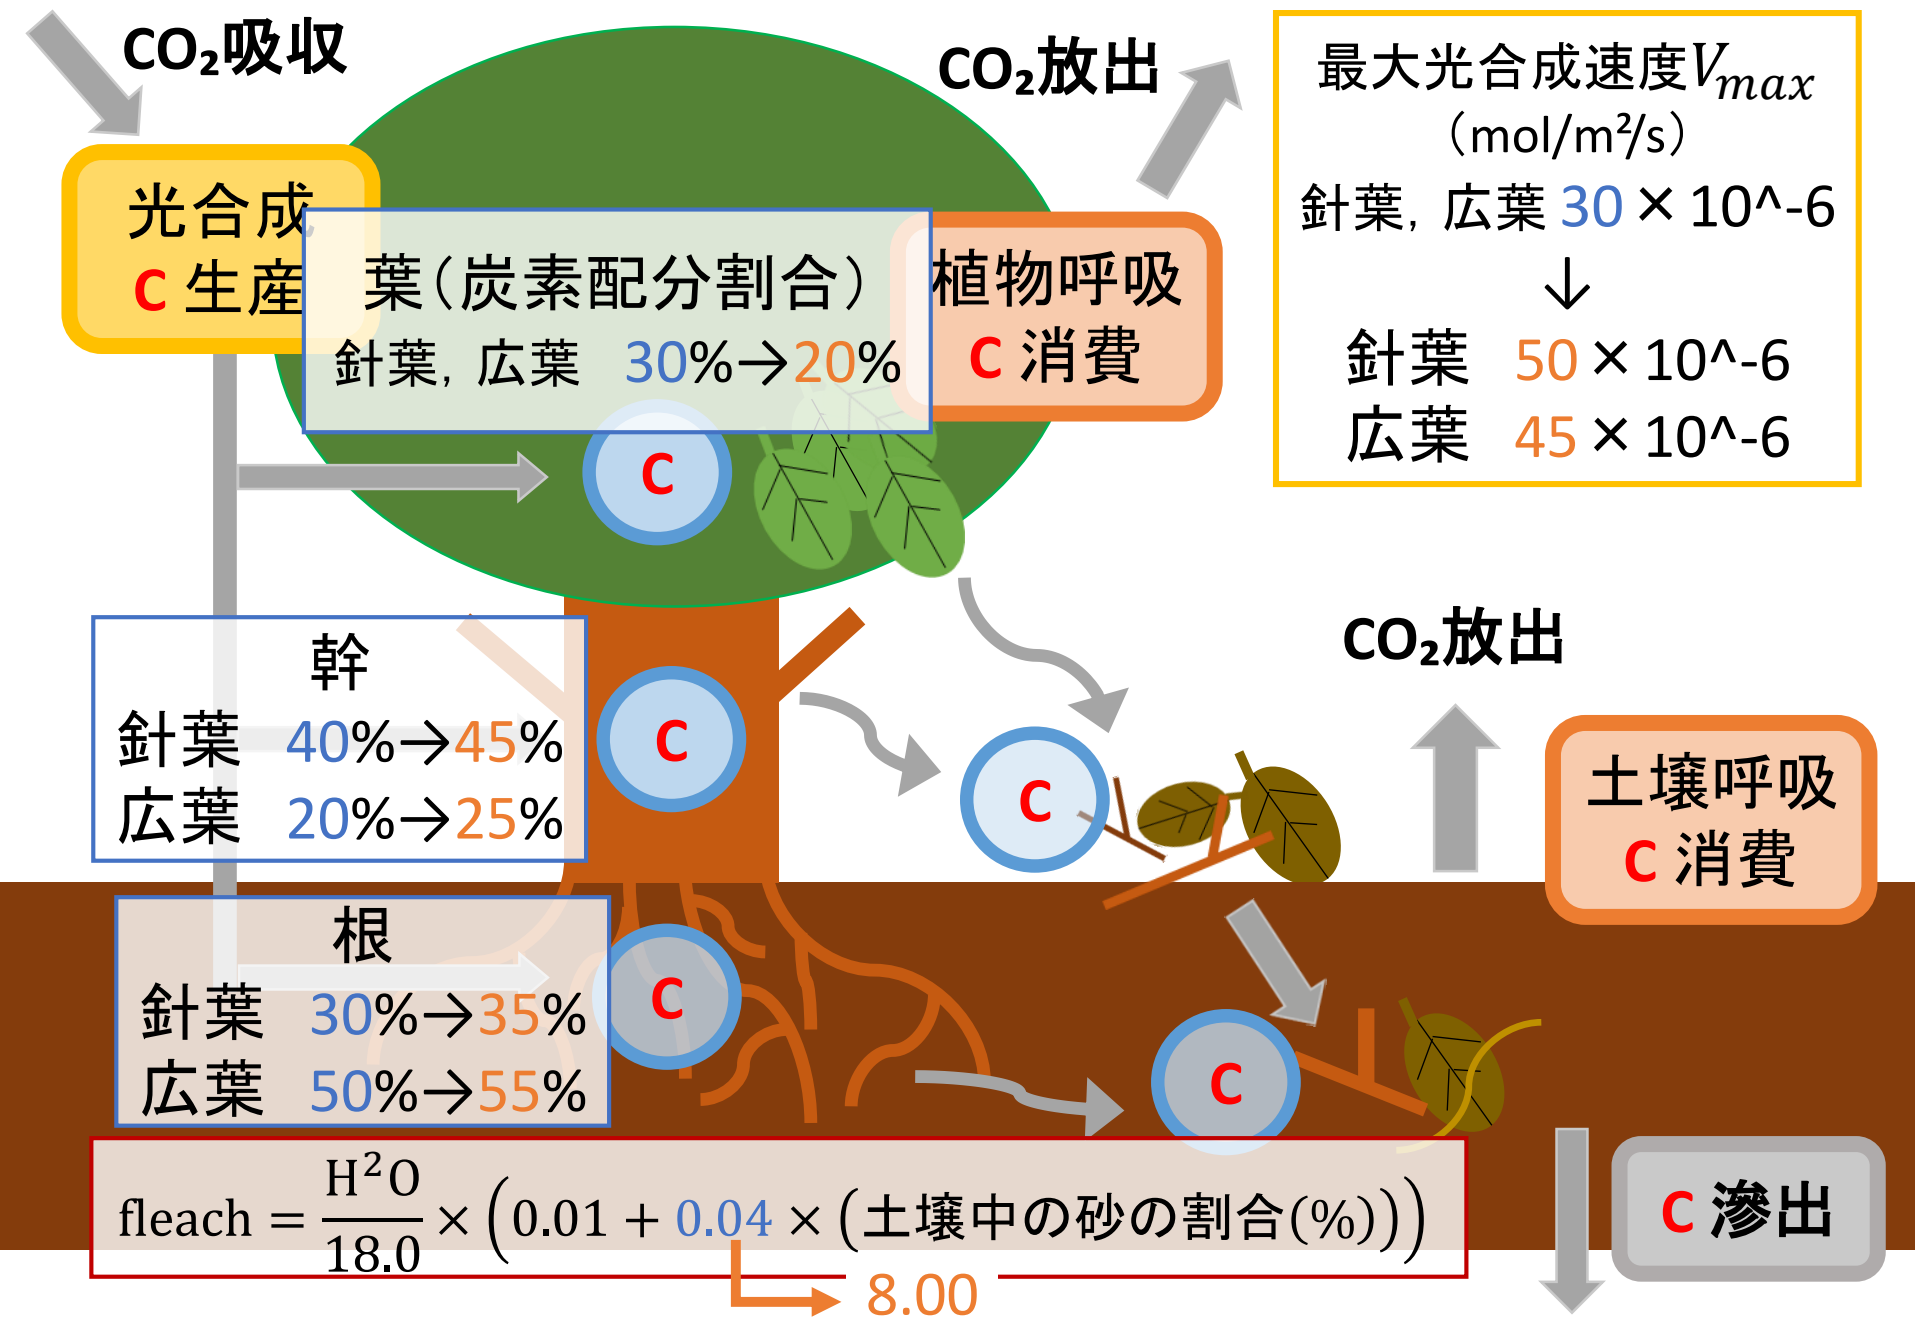 CO₂吸収
光合成
C 生産
CO₂放出
植物呼吸
C 消費
最大光合成速度Vmax
（mol/m²/s）
針葉，広葉 30 × 10^-6
↓
針葉 50 × 10^-6
広葉 45 × 10^-6
葉（炭素配分割合）
針葉，広葉 30%→20%
C
幹
針葉 40%→45%
広葉 20%→25%
C
C
CO₂放出
土壌呼吸
C 消費
根
針葉 30%→35%
広葉 50%→55%
C
C
fleach = H²O/18.0 × (0.01 + 0.04 × (土壌中の砂の割合(%)))
8.00
C 滲出